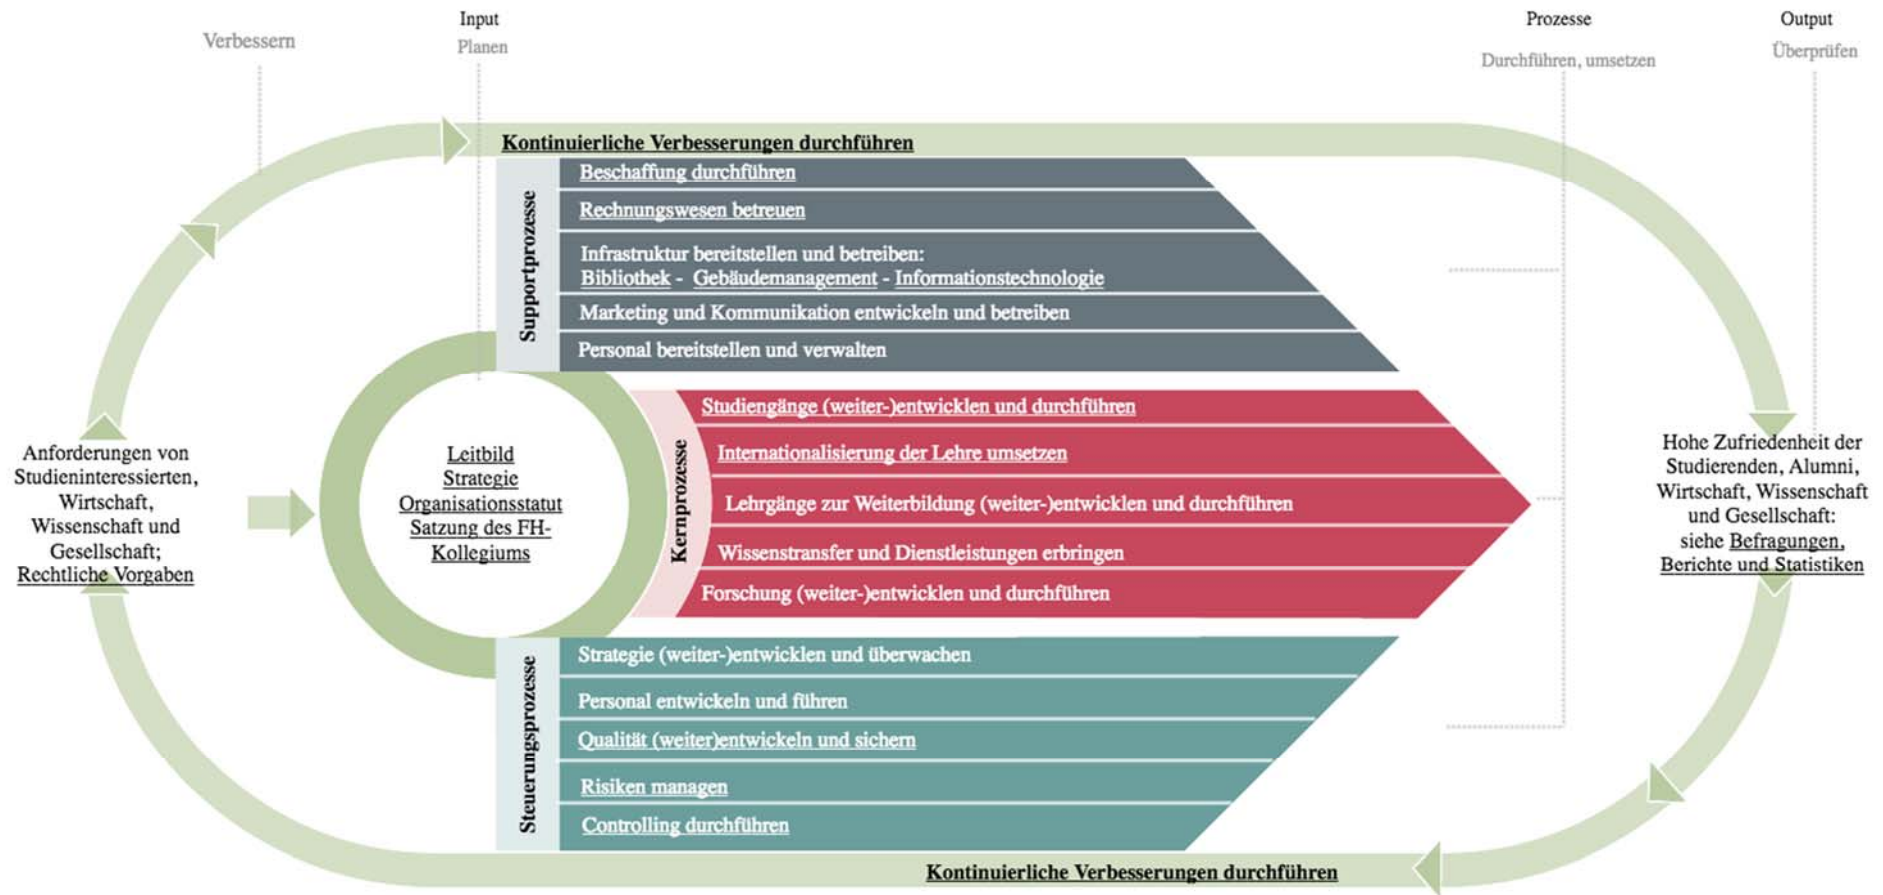 Input
Prozesse
Output
Verbessern
Planen
Durchführen, umsetzen
Überprüfen
Kontinuierliche Verbesserungen durchführen
Supportprozesse
Beschaffung durchführen
Rechnungswesen betreuen
Infrastruktur bereitstellen und betreiben:
Bibliothek - Gebäudemanagement - Informationstechnologie
Marketing und Kommunikation entwickeln und betreiben
Personal bereitstellen und verwalten
Anforderungen von
Studieninteressierten,
Wirtschaft,
Wissenschaft und
Gesellschaft;
Rechtliche Vorgaben
Leitbild
Strategie
Organisationsstatut
Satzung des FH-
Kollegiums
Kernprozesse
Studiengänge (weiter-)entwicklen und durchführen
Internationalisierung der Lehre umsetzen
Lehrgänge zur Weiterbildung (weiter-)entwicklen und durchführen
Wissenstransfer und Dienstleistungen erbringen
Forschung (weiter-)entwicklen und durchführen
Hohe Zufriedenheit der
Studierenden, Alumni,
Wirtschaft, Wissenschaft
und Gesellschaft:
siehe Befragungen,
Berichte und Statistiken
Steuerungsprozesse
Strategie (weiter-)entwicklen und überwachen
Personal entwickeln und führen
Qualität (weiter)entwickeln und sichern
Risiken managen
Controlling durchführen
Kontinuierliche Verbesserungen durchführen